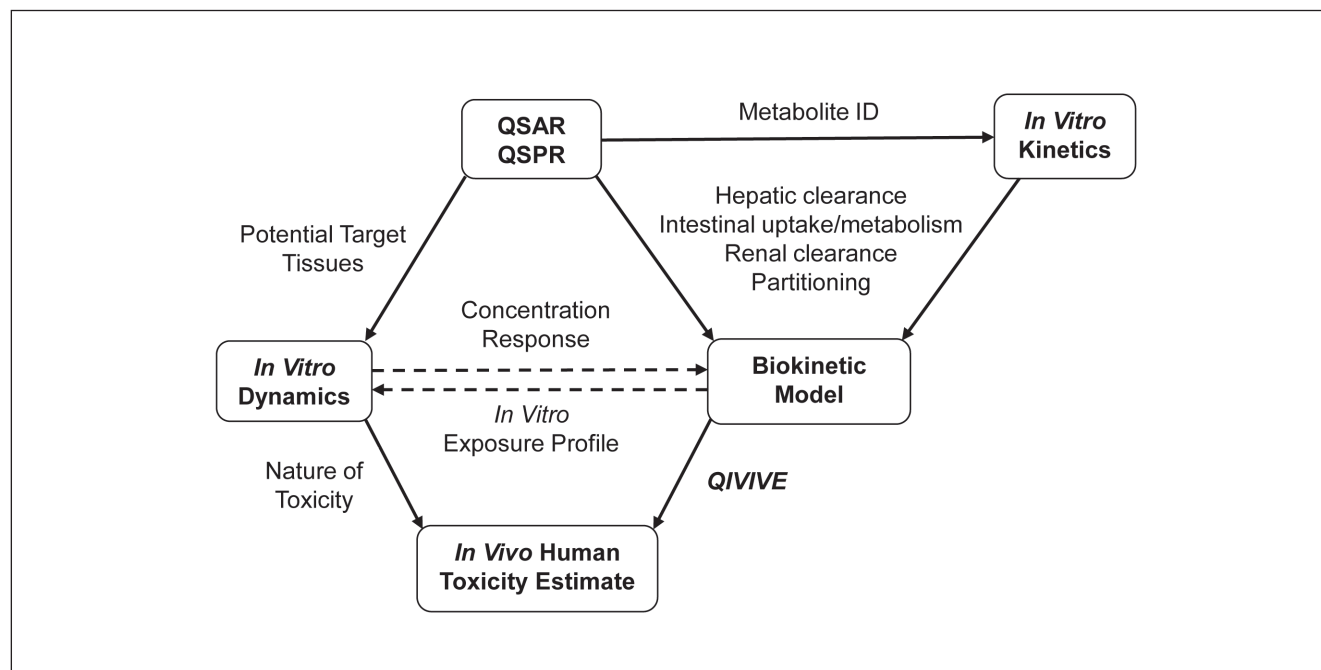 QSAR
QSPR
Metabolite ID
In Vitro
Kinetics
Hepatic clearance
Intestinal uptake/metabolism
Renal clearance
Partitioning
Potential Target
Tissues
Concentration
Response
In Vitro
Dynamics
Biokinetic
Model
In Vitro
Exposure Profile
Nature of
Toxicity
QIVIVE
In Vivo Human
Toxicity Estimate